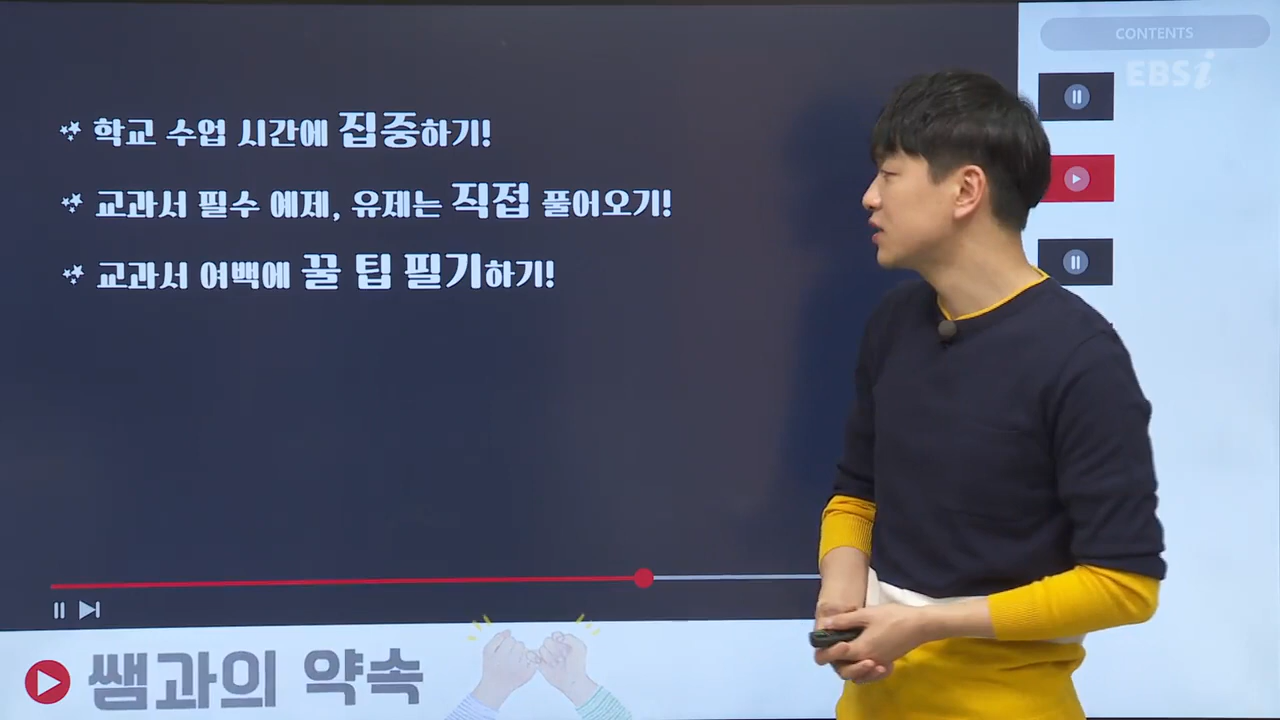 학교 수업 시간에 집중하기!
교과서 필수 예제, 유제는 직접 풀어오기!
교과서 여백에 꿀 팁 필기하기!
쌤과의 약속
CONTENTS
EBSi